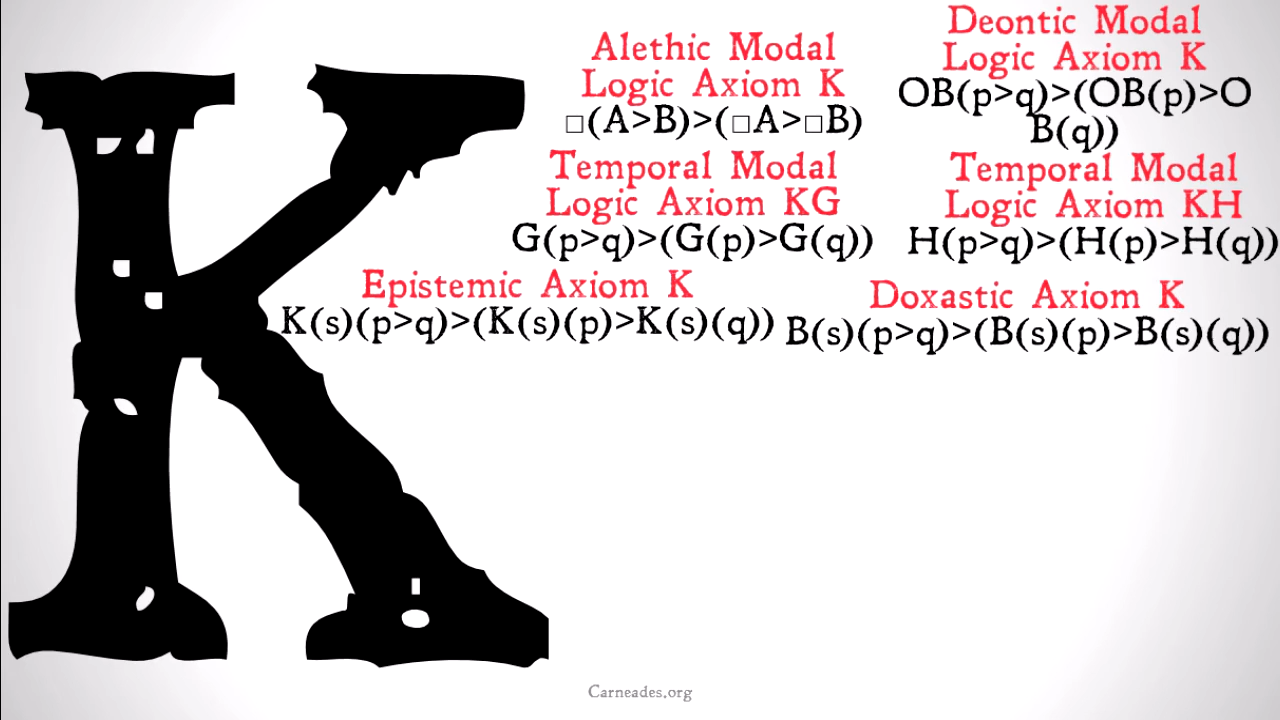 K
Alethic Modal
Logic Axiom K
□(A>B)>(□A>□B)
Deontic Modal
Logic Axiom K
OB(p>q)>(OB(p)>O
B(q))
Temporal Modal
Logic Axiom KG
G(p>q)>(G(p)>G(q))
Temporal Modal
Logic Axiom KH
H(p>q)>(H(p)>H(q))
Epistemic Axiom K
K(s)(p>q)>(K(s)(p)>K(s)(q))
Doxastic Axiom K
B(s)(p>q)>(B(s)(p)>B(s)(q))
Carneades.org